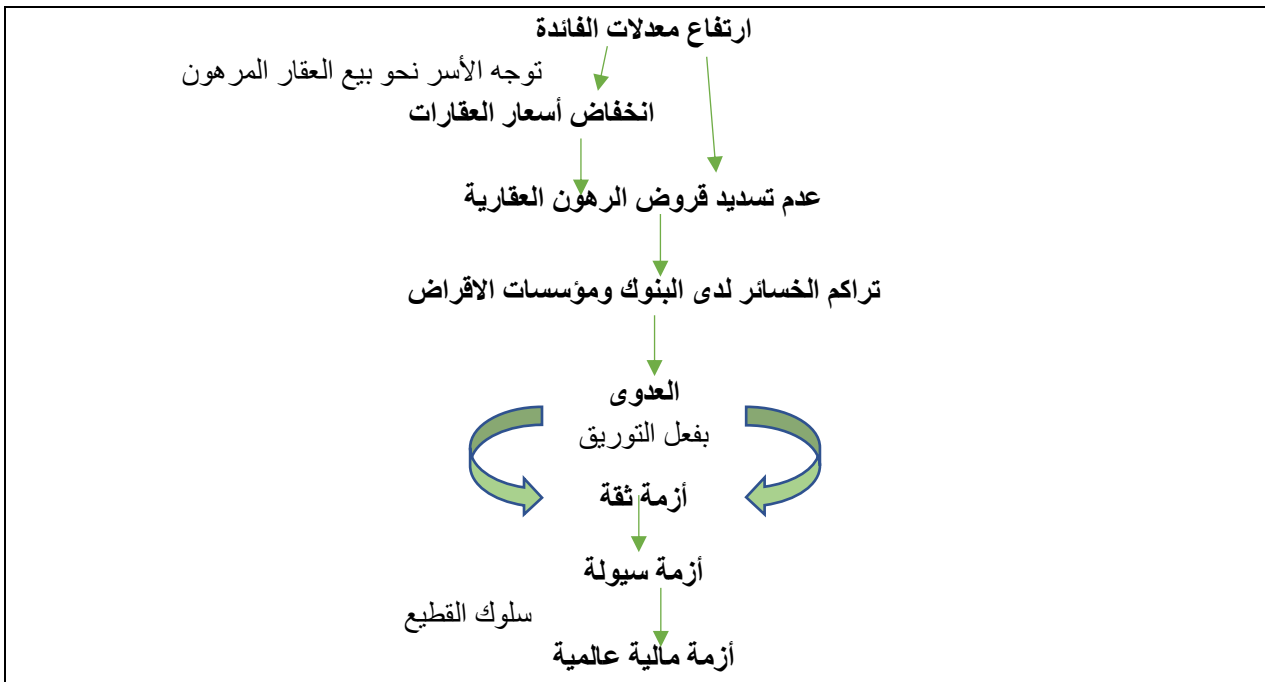 ارتفاع معدلات الفائدة
توجه الأسر نحو بيع العقار المرهون
انخفاض أسعار العقارات
عدم تسديد قروض الرهون العقارية
تراكم الخسائر لدى البنوك ومؤسسات الاقراض
العدوى
بفعل التوريق
أزمة ثقة
أزمة سيولة
سلوك القطيع
أزمة مالية عالمية